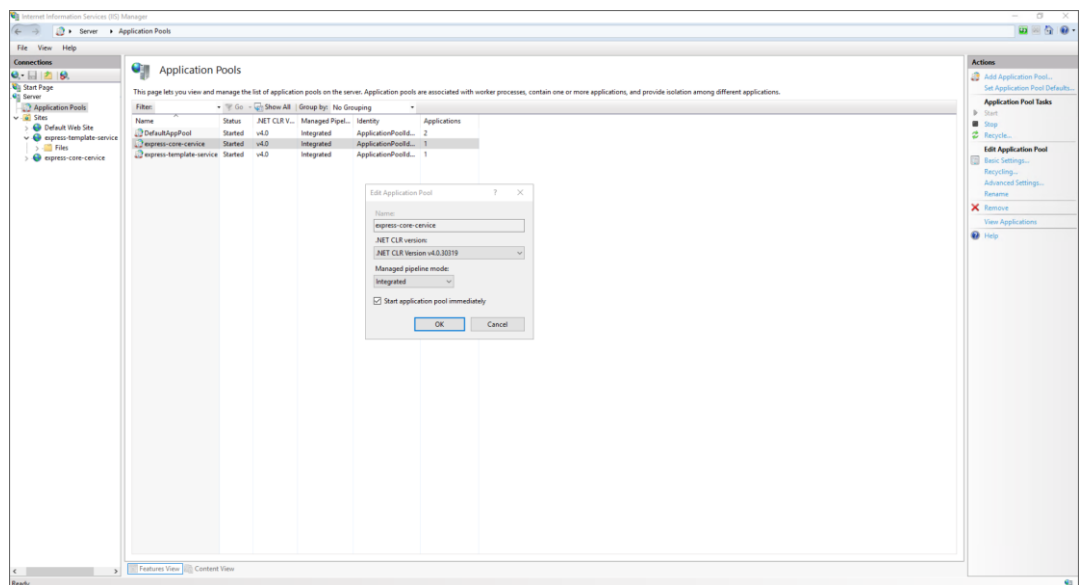 Internet Information Services (IIS) Manager
Server
Application Pools
File View Help
Connections
Start Page
Server
Application Pools
Sites
Default Web Site
express-template-service
Files
express-core-cervice
Application Pools
This page lets you view and manage the list of application pools on the server. Application pools are associated with worker processes, contain one or more applications, and provide isolation among different applications.
Filter: Go Show All Group by: No Grouping
Name Status .NET CLR V... Managed Pipel... Identity Applications
DefaultAppPool Started v4.0 Integrated ApplicationPoolId... 2
express-core-cervice Started v4.0 Integrated ApplicationPoolId... 1
express-template-service Started v4.0 Integrated ApplicationPoolId... 1
Edit Application Pool ? ×
Name:
express-core-cervice
.NET CLR version:
.NET CLR Version v4.0.30319
Managed pipeline mode:
Integrated
Start application pool immediately
OK Cancel
Actions
Add Application Pool...
Set Application Pool Defaults...
Application Pool Tasks
Start
Stop
Recycle...
Edit Application Pool
Basic Settings...
Recycling...
Advanced Settings...
Rename
Remove
View Applications
Help
Features View Content View
Ready